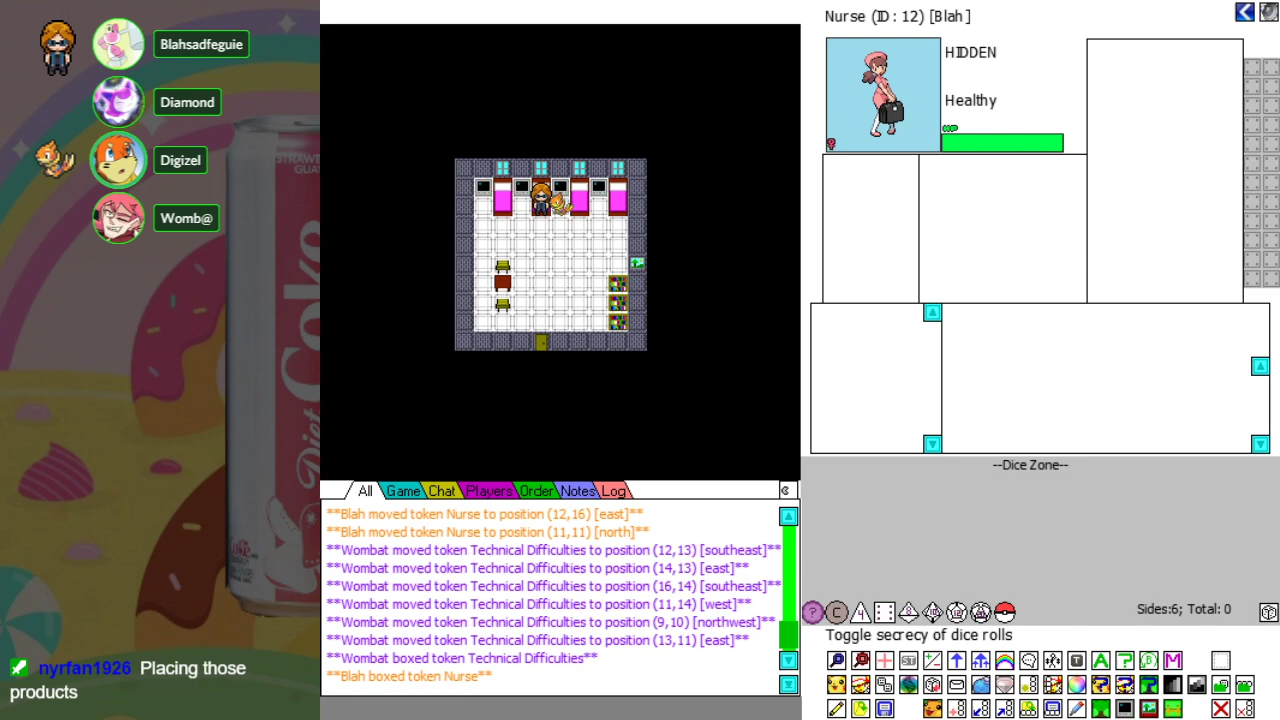 Blahsadfeguie
Diamond
Digizel
Womb@
STRAWB
GUA
Diet
Coke
nyrfan1926 Placing those
products
All Game Chat Players Order Notes Log
**Blah moved token Nurse to position (12,16) [east]**
**Blah moved token Nurse to position (11,11) [north]**
**Wombat moved token Technical Difficulties to position (12,13) [southeast]**
**Wombat moved token Technical Difficulties to position (14,13) [east]**
**Wombat moved token Technical Difficulties to position (16,14) [southeast]**
**Wombat moved token Technical Difficulties to position (11,14) [west]**
**Wombat moved token Technical Difficulties to position (9,10) [northwest]**
**Wombat moved token Technical Difficulties to position (13,11) [east]**
**Wombat boxed token Technical Difficulties**
**Blah boxed token Nurse**
Nurse (ID: 12) [Blah]
HIDDEN
Healthy
HP
--Dice Zone--
Sides:6; Total: 0
Toggle secrecy of dice rolls